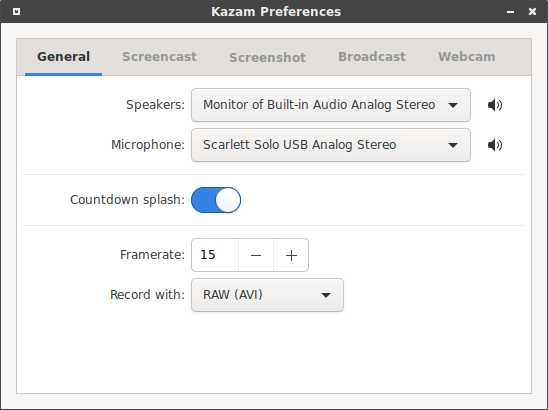 Kazam Preferences
General Screencast Screenshot Broadcast Webcam
Speakers: Monitor of Built-in Audio Analog Stereo
Microphone: Scarlett Solo USB Analog Stereo
Countdown splash:
Framerate: 15 − +
Record with: RAW (AVI)